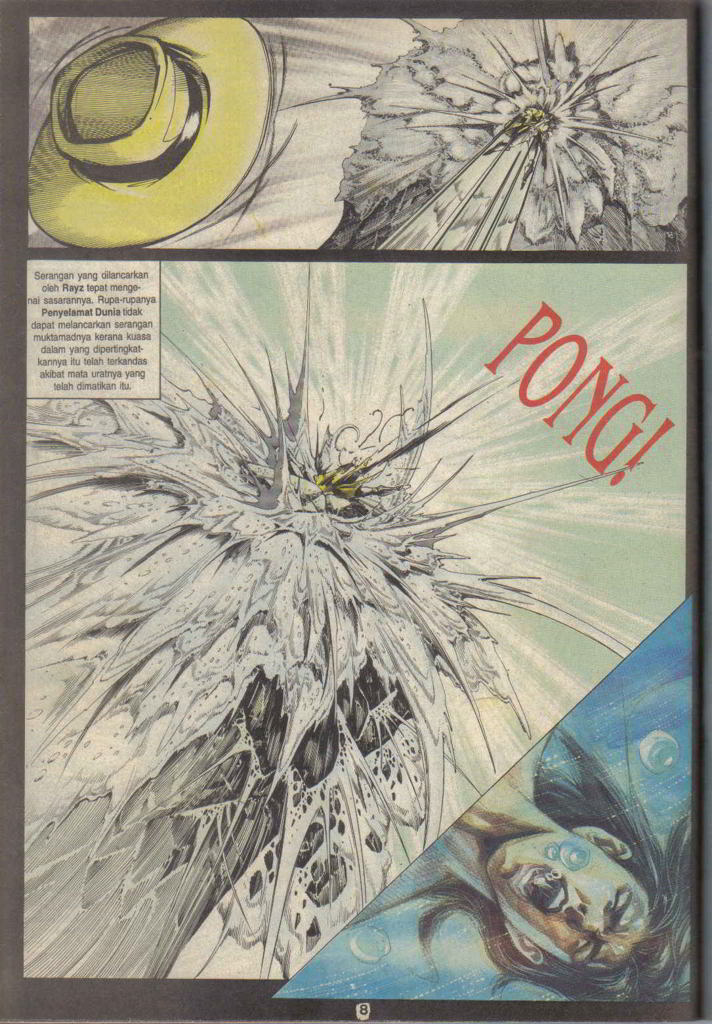 Serangan yang dilancarkan
oleh Rayz tepat menge-
nai sasarannya. Rupa-rupanya
Penyelamat Dunia tidak
dapat melancarkan serangan
muktamadnya kerana kuasa
dalam yang dipertingkat-
kannya itu telah terkandas
akibat mata uratnya yang
telah dimatikan itu.
PONG!
8